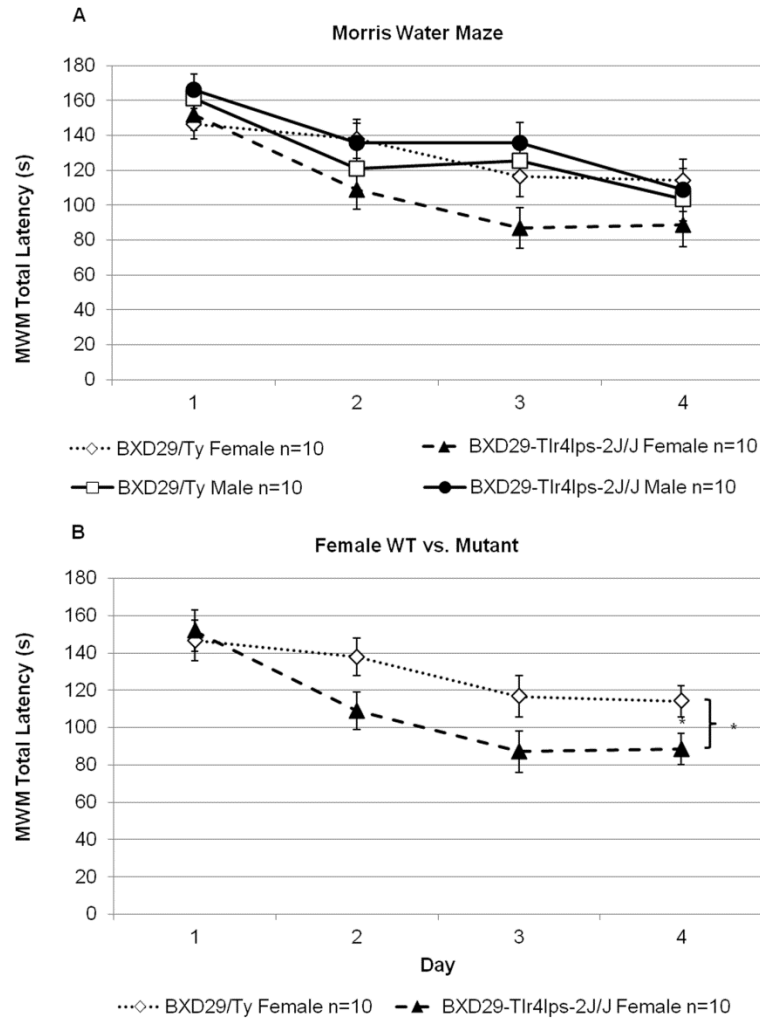 A
Morris Water Maze
MWM Total Latency (s)
180
160
140
120
100
80
60
40
20
0
1 2 3 4
BXD29/Ty Female n=10 BXD29-Tlr4lps-2J/J Female n=10
BXD29/Ty Male n=10 BXD29-Tlr4lps-2J/J Male n=10
B
Female WT vs. Mutant
MWM Total Latency (s)
180
160
140
120
100
80
60
40
20
0
* *
1 2 3 4
Day
BXD29/Ty Female n=10 BXD29-Tlr4lps-2J/J Female n=10